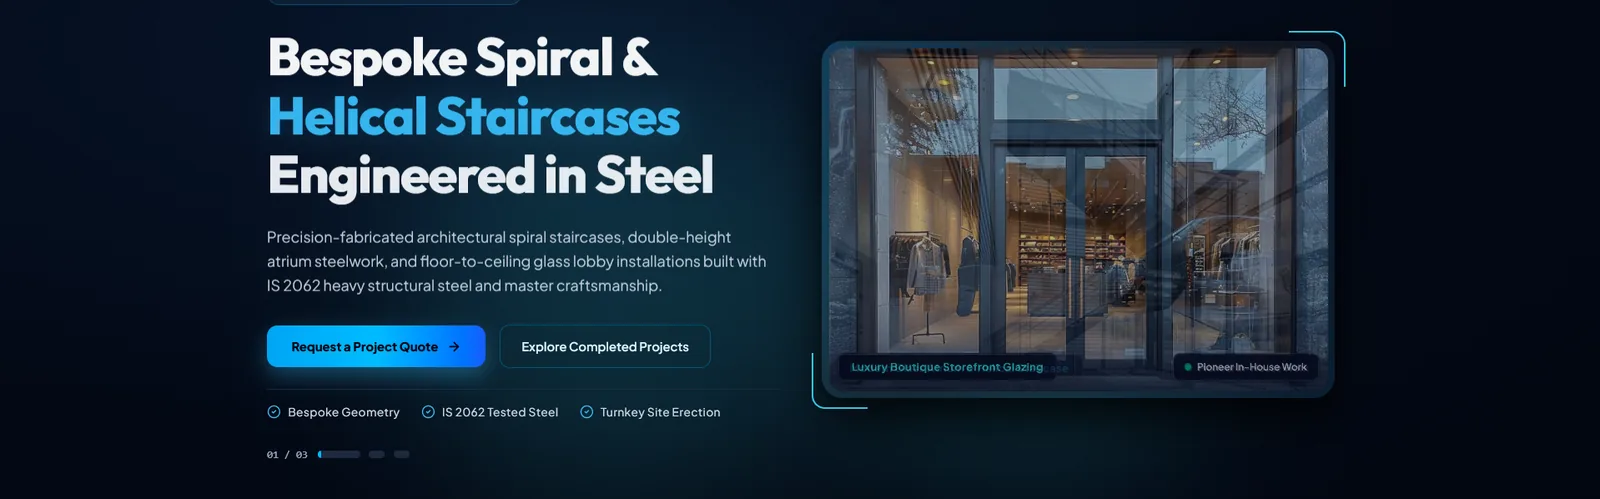 Bespoke Spiral &
Helical Staircases
Engineered in Steel
Precision-fabricated architectural spiral staircases, double-height
atrium steelwork, and floor-to-ceiling glass lobby installations built with
IS 2062 heavy structural steel and master craftsmanship.
Request a Project Quote →
Explore Completed Projects
Bespoke Geometry
IS 2062 Tested Steel
Turnkey Site Erection
01 / 03
Luxury Boutique Storefront Glazing
Pioneer In-House Work